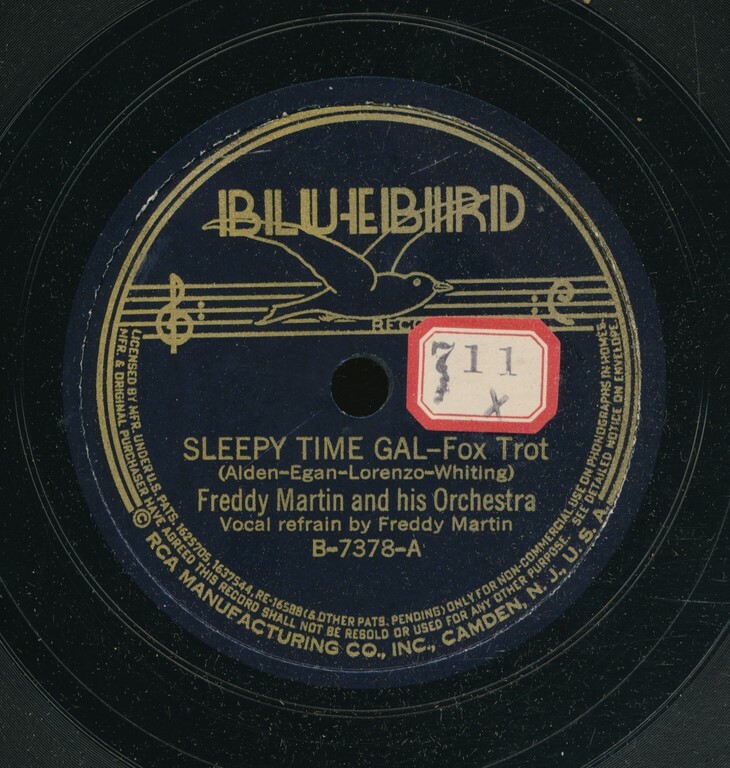 BLUEBIRD
REC
711
x
SLEEPY TIME GAL–Fox Trot
(Alden–Egan–Lorenzo–Whiting)
Freddy Martin and his Orchestra
Vocal refrain by Freddy Martin
B–7378–A
LICENSED BY MFR. UNDER U.S. PATS. 1625705, 1637544, RE-16588 (& OTHER PATS. PENDING) ONLY FOR NON-COMMERCIAL USE ON PHONOGRAPHS IN HOMES.
MFR. & ORIGINAL PURCHASER HAVE AGREED THIS RECORD SHALL NOT BE RESOLD OR USED FOR ANY OTHER PURPOSE. SEE DETAILED NOTICE ON ENVELOPE.
© RCA MANUFACTURING CO., INC., CAMDEN, N. J., U. S. A.